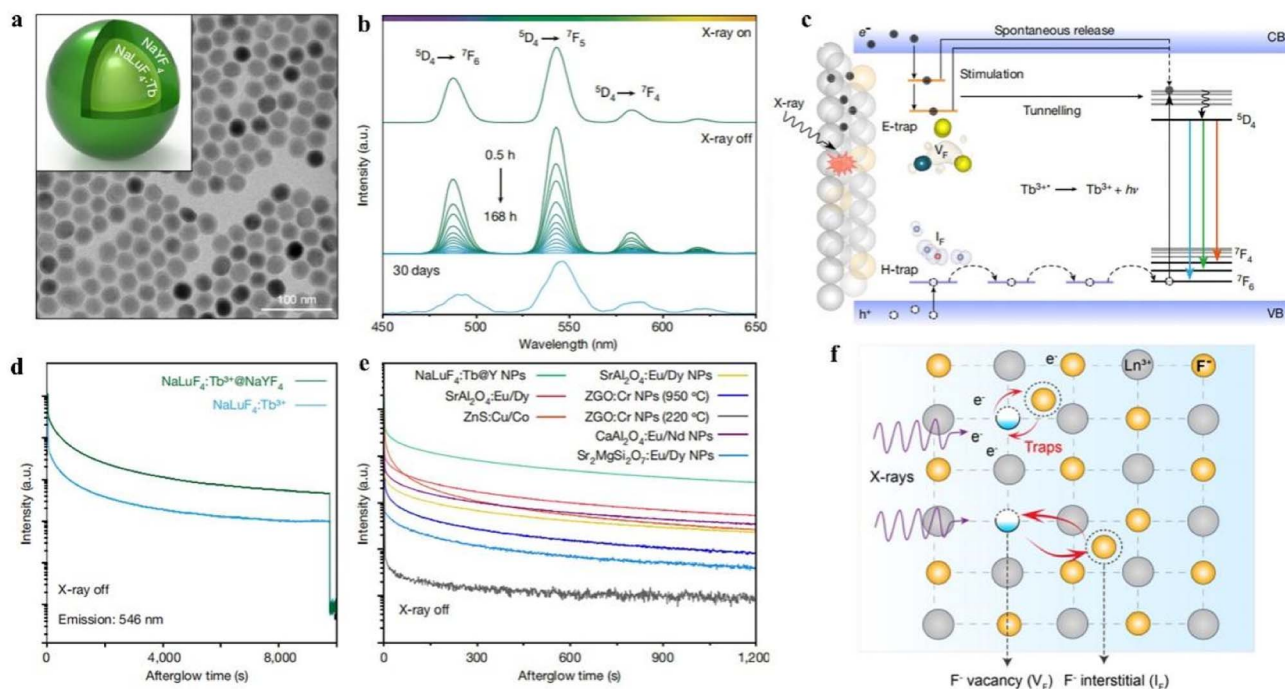 a
NaYF₄
NaLuF₄:Tb
100 nm
b
X-ray on
⁵D₄ → ⁷F₆
⁵D₄ → ⁷F₅
⁵D₄ → ⁷F₄
X-ray off
0.5 h
168 h
30 days
Intensity (a.u.)
450 500 550 600 650
Wavelength (nm)
c
e⁻
Spontaneous release
CB
Stimulation
Tunnelling
X-ray
E-trap
V_F
⁵D₄
Tb³⁺* → Tb³⁺ + hν
I_F
H-trap
⁷F₄
⁷F₆
h⁺
VB
d
NaLuF₄:Tb³⁺@NaYF₄
NaLuF₄:Tb³⁺
Intensity (a.u.)
X-ray off
Emission: 546 nm
0 4,000 8,000
Afterglow time (s)
e
NaLuF₄:Tb@Y NPs
SrAl₂O₄:Eu/Dy
ZnS:Cu/Co
SrAl₂O₄:Eu/Dy NPs
ZGO:Cr NPs (950 °C)
ZGO:Cr NPs (220 °C)
CaAl₂O₄:Eu/Nd NPs
Sr₂MgSi₂O₇:Eu/Dy NPs
Intensity (a.u.)
X-ray off
0 300 600 900 1,200
Afterglow time (s)
f
e⁻
Ln³⁺
F⁻
e⁻
e⁻
e⁻
Traps
X-rays
F⁻ vacancy (V_F) F⁻ interstitial (I_F)